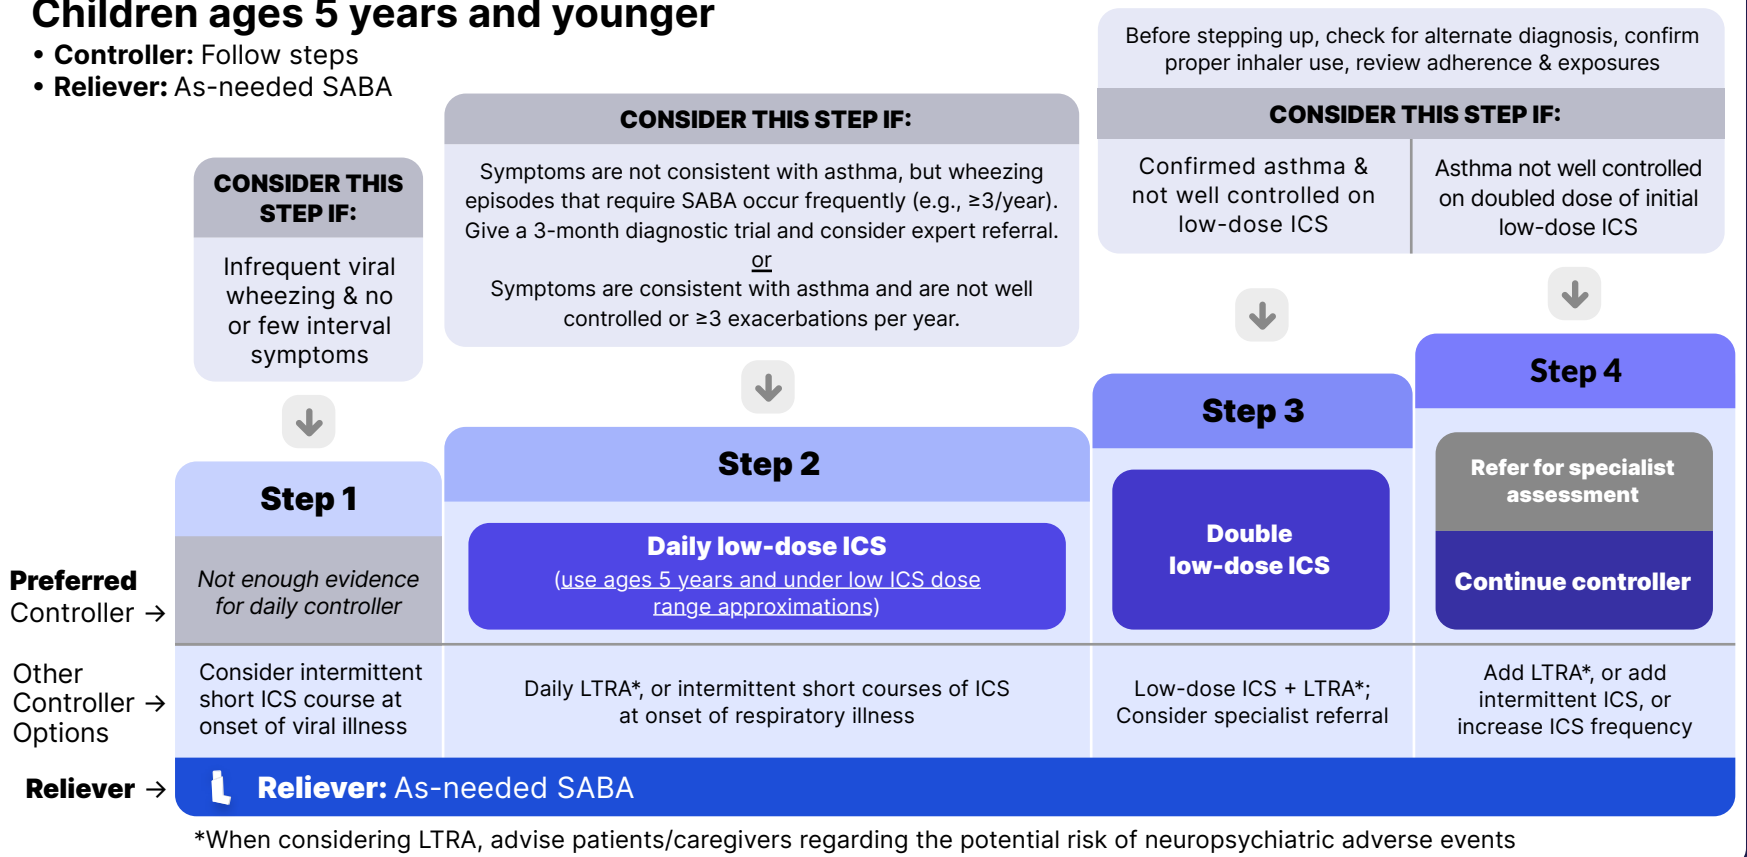 Children ages 5 years and younger
• Controller: Follow steps
• Reliever: As-needed SABA
CONSIDER THIS
STEP IF:
Infrequent viral
wheezing & no
or few interval
symptoms
CONSIDER THIS STEP IF:
Symptoms are not consistent with asthma, but wheezing
episodes that require SABA occur frequently (e.g., ≥3/year).
Give a 3-month diagnostic trial and consider expert referral.
or
Symptoms are consistent with asthma and are not well
controlled or ≥3 exacerbations per year.
Before stepping up, check for alternate diagnosis, confirm
proper inhaler use, review adherence & exposures
CONSIDER THIS STEP IF:
Confirmed asthma &
not well controlled on
low-dose ICS
Asthma not well controlled
on doubled dose of initial
low-dose ICS
Step 1
Step 2
Step 3
Step 4
Preferred
Controller →
Not enough evidence
for daily controller
Daily low-dose ICS
(use ages 5 years and under low ICS dose
range approximations)
Double
low-dose ICS
Refer for specialist
assessment
Continue controller
Other
Controller →
Options
Consider intermittent
short ICS course at
onset of viral illness
Daily LTRA*, or intermittent short courses of ICS
at onset of respiratory illness
Low-dose ICS + LTRA*;
Consider specialist referral
Add LTRA*, or add
intermittent ICS, or
increase ICS frequency
Reliever →
Reliever: As-needed SABA
*When considering LTRA, advise patients/caregivers regarding the potential risk of neuropsychiatric adverse events